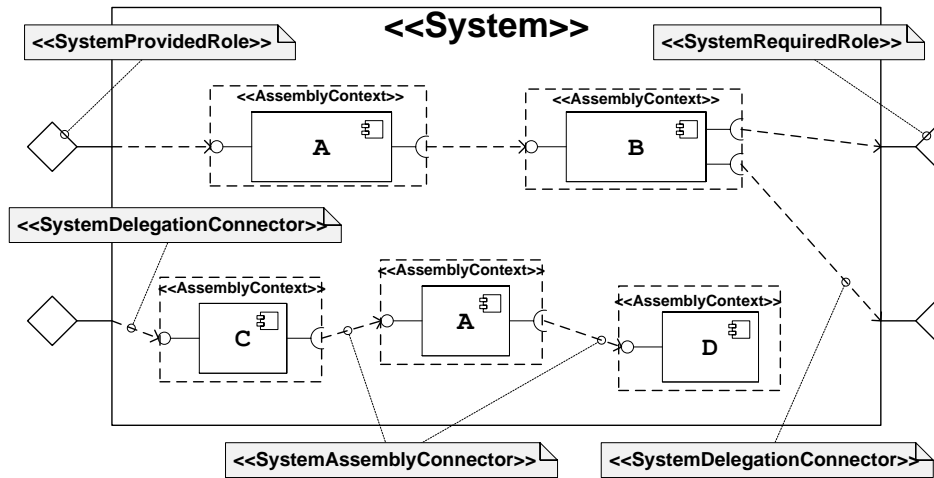 <<System>>
<<SystemProvidedRole>>
<<SystemRequiredRole>>
<<AssemblyContext>>
<<AssemblyContext>>
A
B
<<SystemDelegationConnector>>
<<AssemblyContext>>
<<AssemblyContext>>
<<AssemblyContext>>
C
A
D
<<SystemAssemblyConnector>>
<<SystemDelegationConnector>>